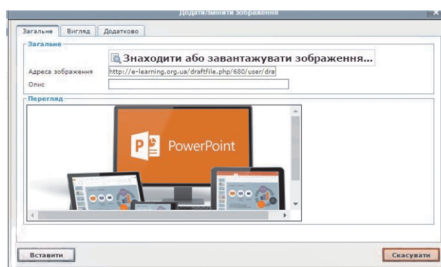 Додати/змінити зображення
Загальне Вигляд Додатково
Загальне
Знаходити або завантажувати зображення...
Адреса зображення http://e-learning.org.ua/draftfile.php/680/user/dra
Опис
Перегляд
P PowerPoint
Вставити Скасувати